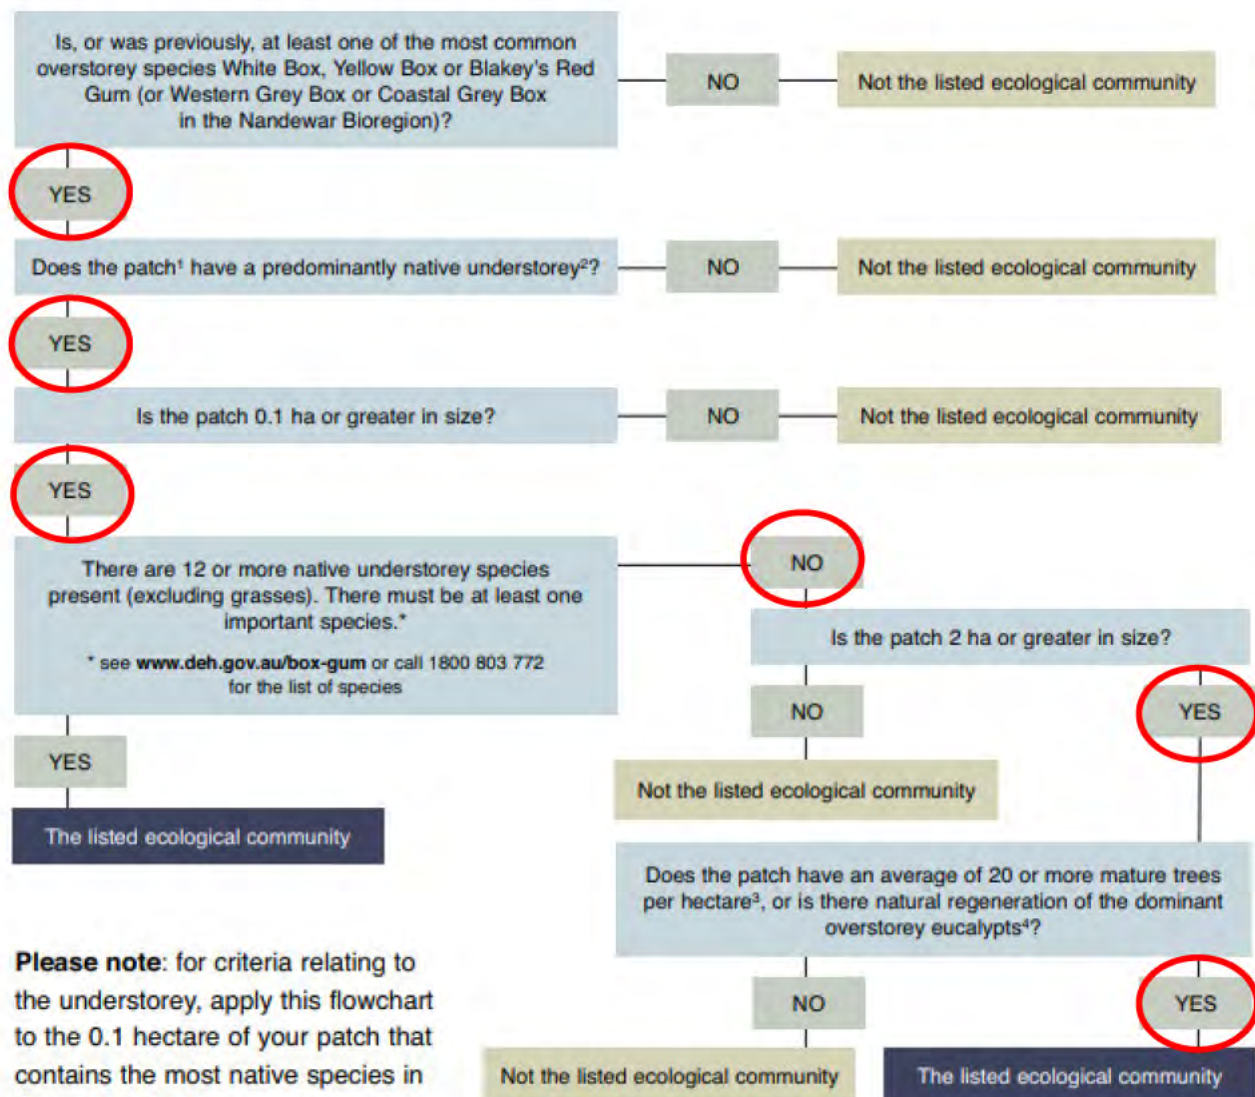 Is, or was previously, at least one of the most common
overstorey species White Box, Yellow Box or Blakey's Red
Gum (or Western Grey Box or Coastal Grey Box
in the Nandewar Bioregion)?
NO
Not the listed ecological community
YES
Does the patch¹ have a predominantly native understorey²?
NO
Not the listed ecological community
YES
Is the patch 0.1 ha or greater in size?
NO
Not the listed ecological community
YES
There are 12 or more native understorey species
present (excluding grasses). There must be at least one
important species.*
* see www.deh.gov.au/box-gum or call 1800 803 772
for the list of species
NO
Is the patch 2 ha or greater in size?
NO
YES
YES
Not the listed ecological community
The listed ecological community
Does the patch have an average of 20 or more mature trees
per hectare³, or is there natural regeneration of the dominant
overstorey eucalypts⁴?
NO
YES
Not the listed ecological community
The listed ecological community
Please note: for criteria relating to
the understorey, apply this flowchart
to the 0.1 hectare of your patch that
contains the most native species in